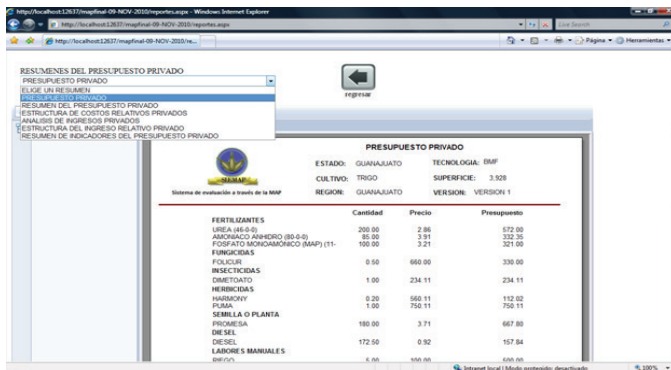 http://localhost:12637/mapfinal-09-NOV-2010/reportes.aspx - Windows Internet Explorer
http://localhost:12637/mapfinal-09-NOV-2010/reportes.aspx
Live Search
http://localhost:12637/mapfinal-09-NOV-2010/re...
Página
Herramientas
RESUMENES DEL PRESUPUESTO PRIVADO
PRESUPUESTO PRIVADO
ELIGE UN RESUMEN
PRESUPUESTO PRIVADO
RESUMEN DEL PRESUPUESTO PRIVADO
ESTRUCTURA DE COSTOS RELATIVOS PRIVADOS
ANALISIS DE INGRESOS PRIVADOS
ESTRUCTURA DEL INGRESO RELATIVO PRIVADO
RESUMEN DE INDICADORES DEL PRESUPUESTO PRIVADO
regresar
PRESUPUESTO PRIVADO
ESTADO: GUANAJUATO TECNOLOGIA: BMF
CULTIVO: TRIGO SUPERFICIE: 3.928
REGION: GUANAJUATO VERSION: VERSION 1
Sistema de evaluación a través de la MAP
Cantidad Precio Presupuesto
FERTILIZANTES
UREA (46-0-0) 200.00 2.86 572.00
AMONIACO ANHIDRO (80-0-0) 85.00 3.91 332.35
FOSFATO MONOAMÓNICO (MAP) (11- 100.00 3.21 321.00
FUNGICIDAS
FOLICUR 0.50 660.00 330.00
INSECTICIDAS
DIMETOATO 1.00 234.11 234.11
HERBICIDAS
HARMONY 0.20 560.11 112.02
PUMA 1.00 750.11 750.11
SEMILLA O PLANTA
PROMESA 180.00 3.71 667.80
DIESEL
DIESEL 172.50 0.92 157.84
LABORES MANUALES
RIEGO 5.00 100.00 500.00
Intranet local | Modo protegido: desactivado
100%